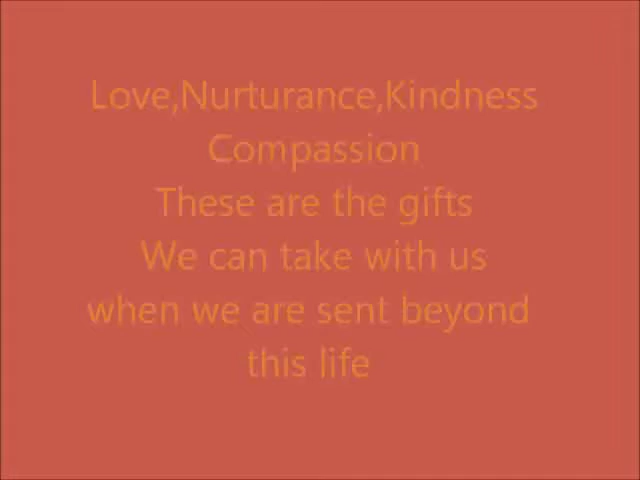 Love,Nurturance,Kindness
Compassion
These are the gifts
We can take with us
when we are sent beyond
this life